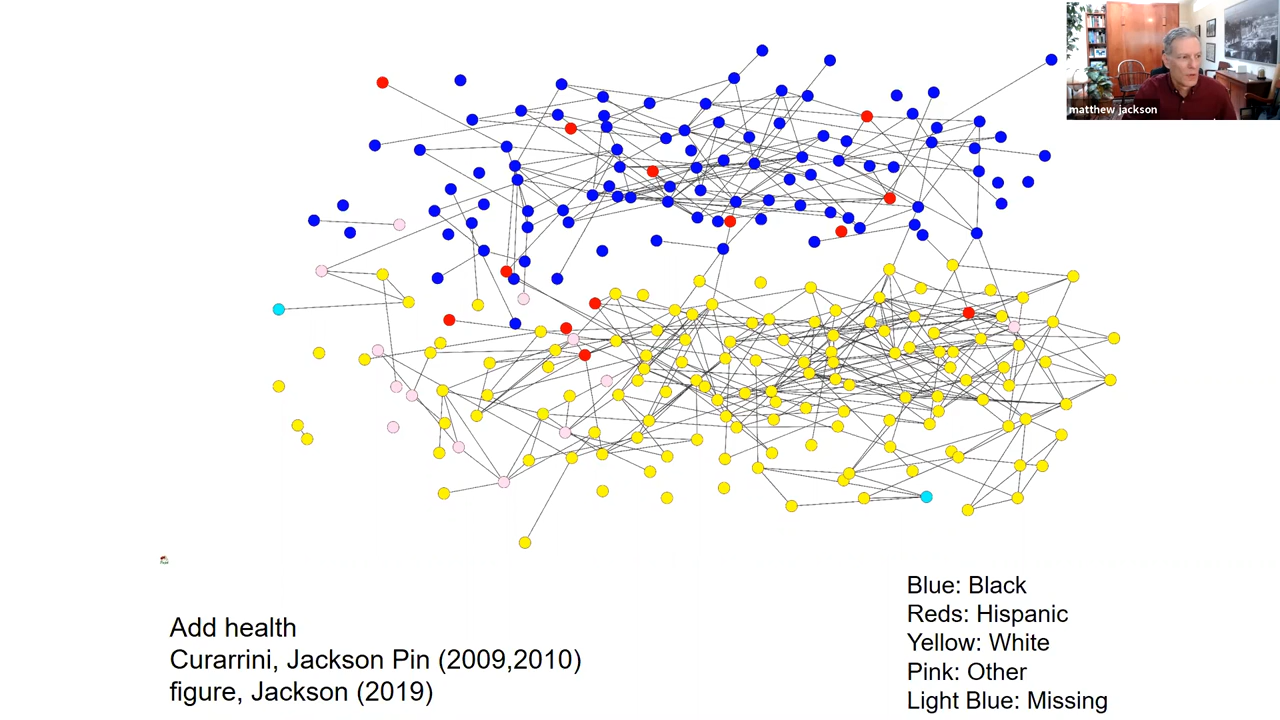 matthew jackson
Add health
Curarrini, Jackson Pin (2009,2010)
figure, Jackson (2019)
Blue: Black
Reds: Hispanic
Yellow: White
Pink: Other
Light Blue: Missing